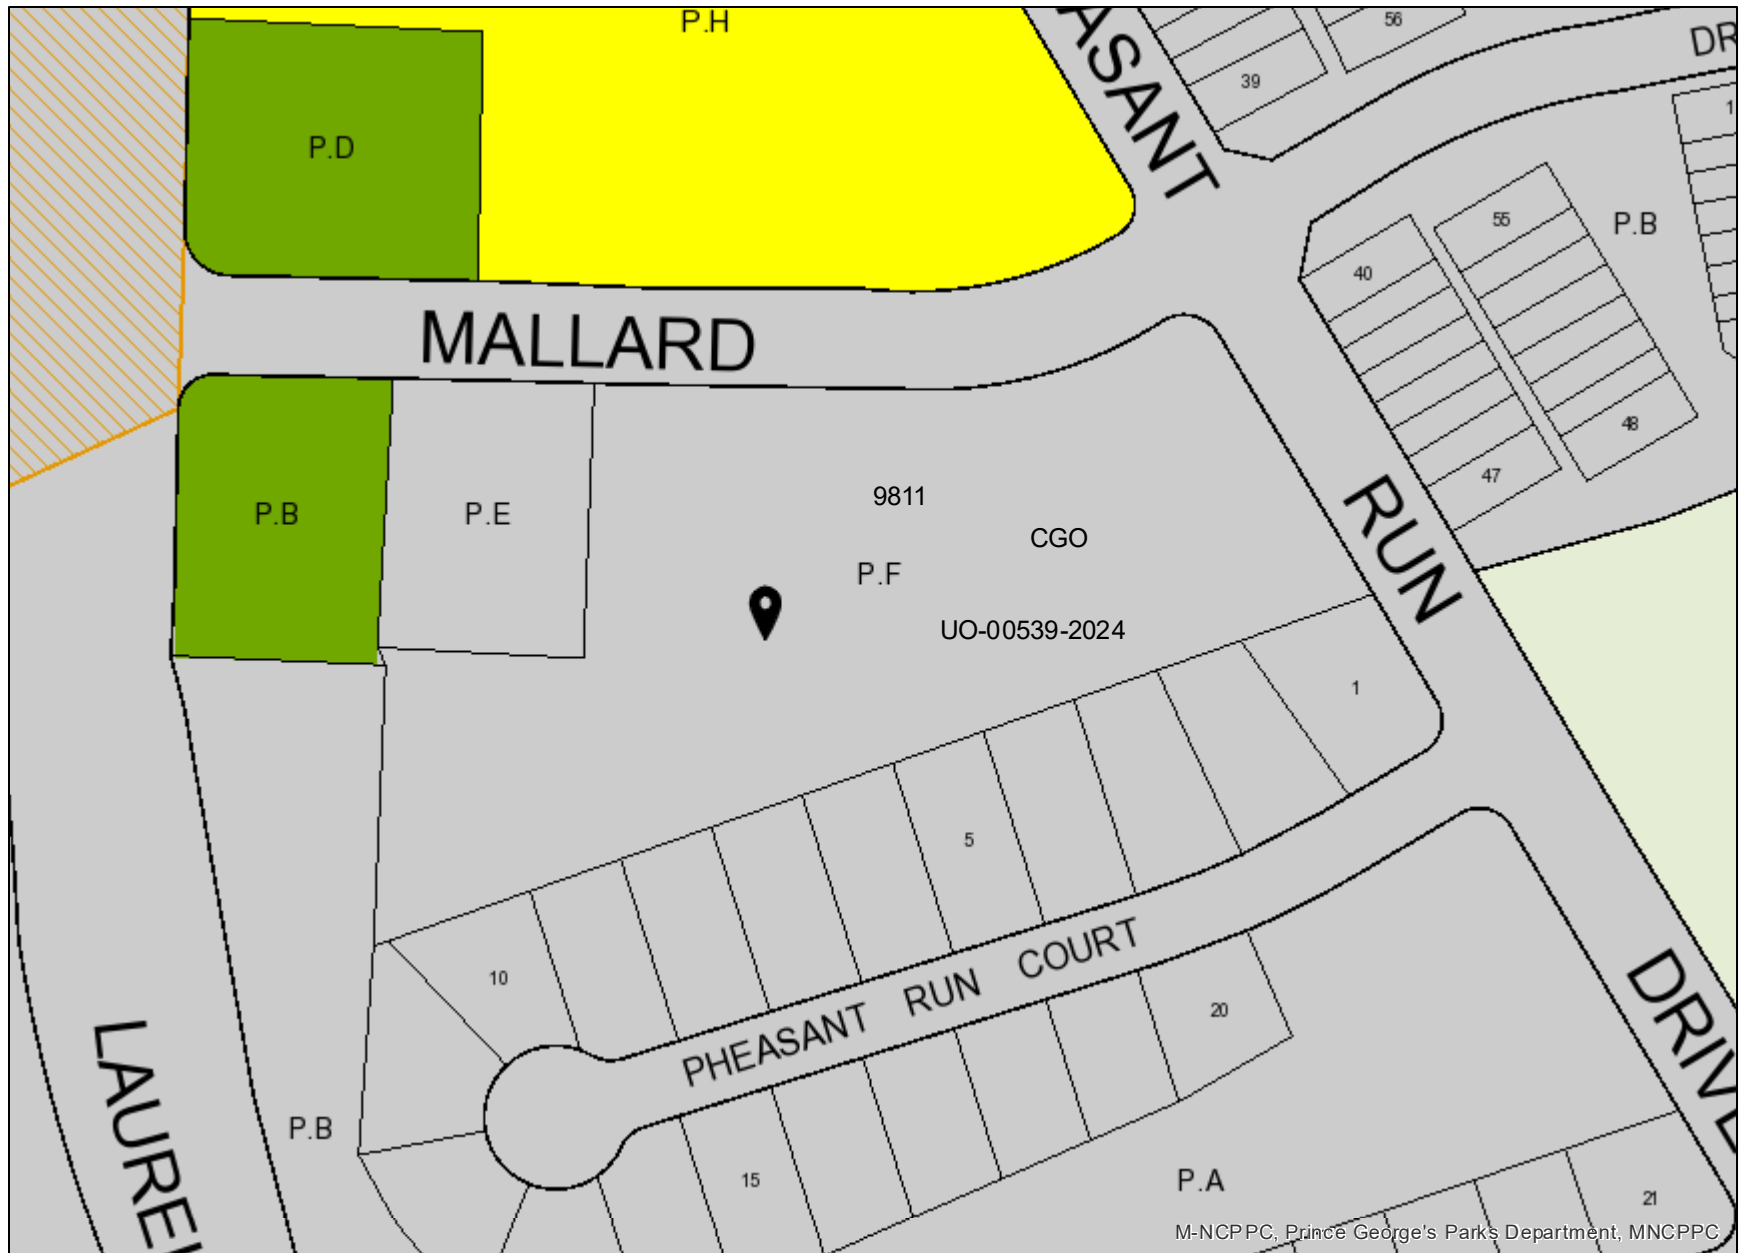 P.H
ASANT
56
39
DR
1
P.D
55
P.B
40
MALLARD
48
47
9811
P.B
P.E
CGO
RUN
P.F
UO-00539-2024
1
5
10
PHEASANT RUN COURT
20
DRIVE
LAUREL
P.B
15
P.A
21
M-NCPPC, Prince George's Parks Department, MNCPPC